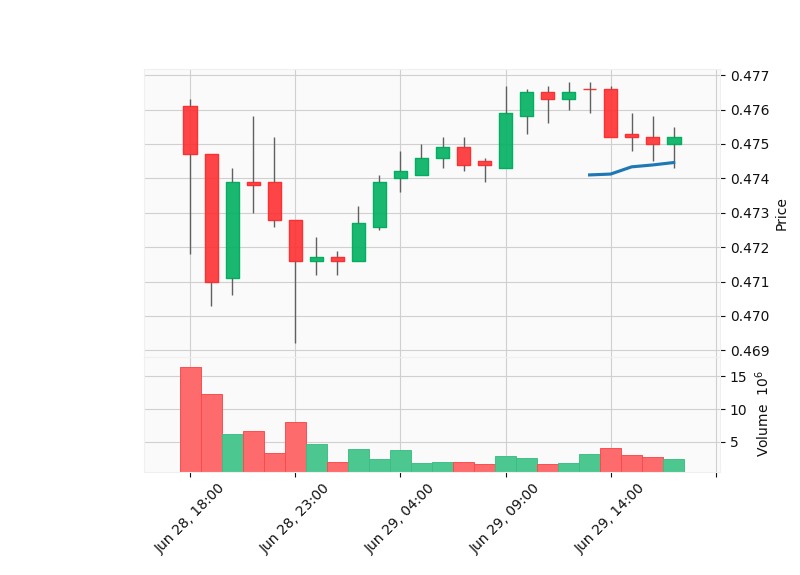 0.477
0.476
0.475
0.474
0.473
0.472
0.471
0.470
0.469
Price
15
10
5
Volume 10^6
Jun 28, 18:00
Jun 28, 23:00
Jun 29, 04:00
Jun 29, 09:00
Jun 29, 14:00